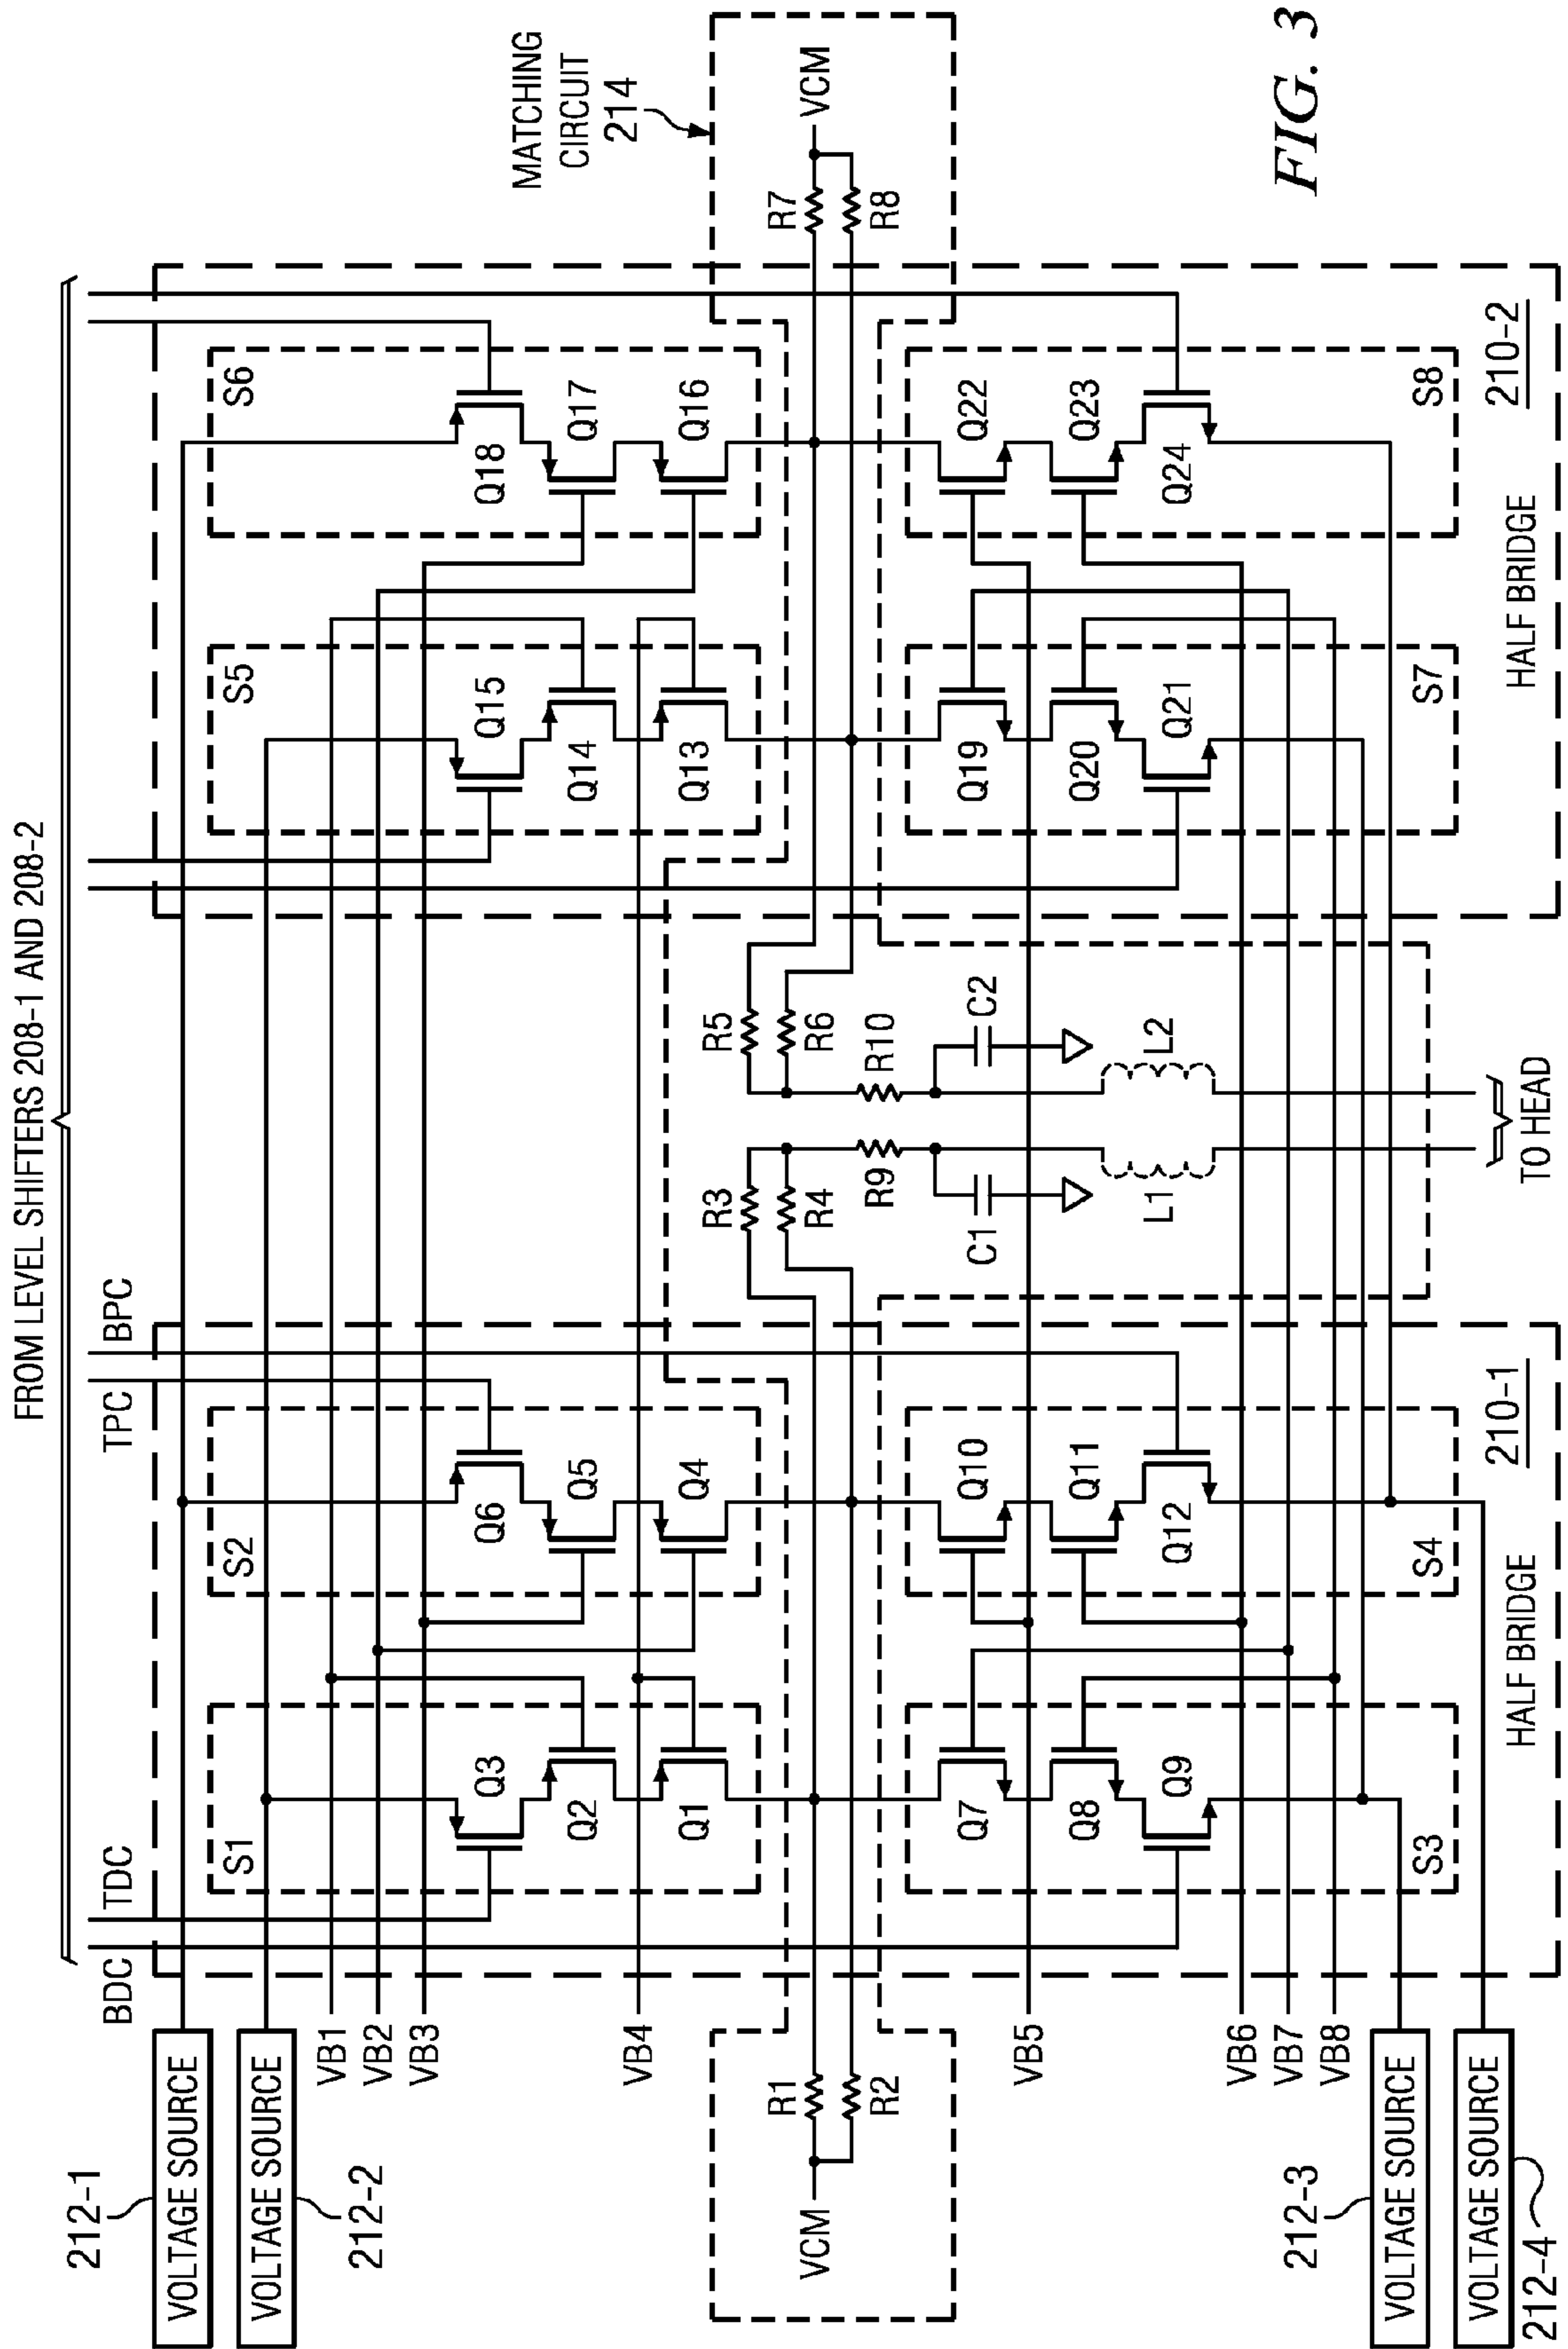 FROM LEVEL SHIFTERS 208-1 AND 208-2
BDC
TDC
TPC
BPC
212-1
VOLTAGE SOURCE
VOLTAGE SOURCE
212-2
VB1
VB2
VB3
VB4
S1
Q3
Q2
Q1
S2
Q6
Q5
Q4
S5
Q15
Q14
Q13
S6
Q18
Q17
Q16
MATCHING
CIRCUIT
214
VCM
R1
R2
R3
R4
R9
C1
L1
R5
R6
R10
C2
L2
R7
R8
VCM
VB5
VB6
VB7
VB8
Q7
Q8
Q9
S3
Q10
Q11
Q12
S4
Q19
Q20
Q21
S7
Q22
Q23
Q24
S8
212-3
VOLTAGE SOURCE
VOLTAGE SOURCE
212-4
HALF BRIDGE
210-1
TO HEAD
HALF BRIDGE
210-2
FIG. 3